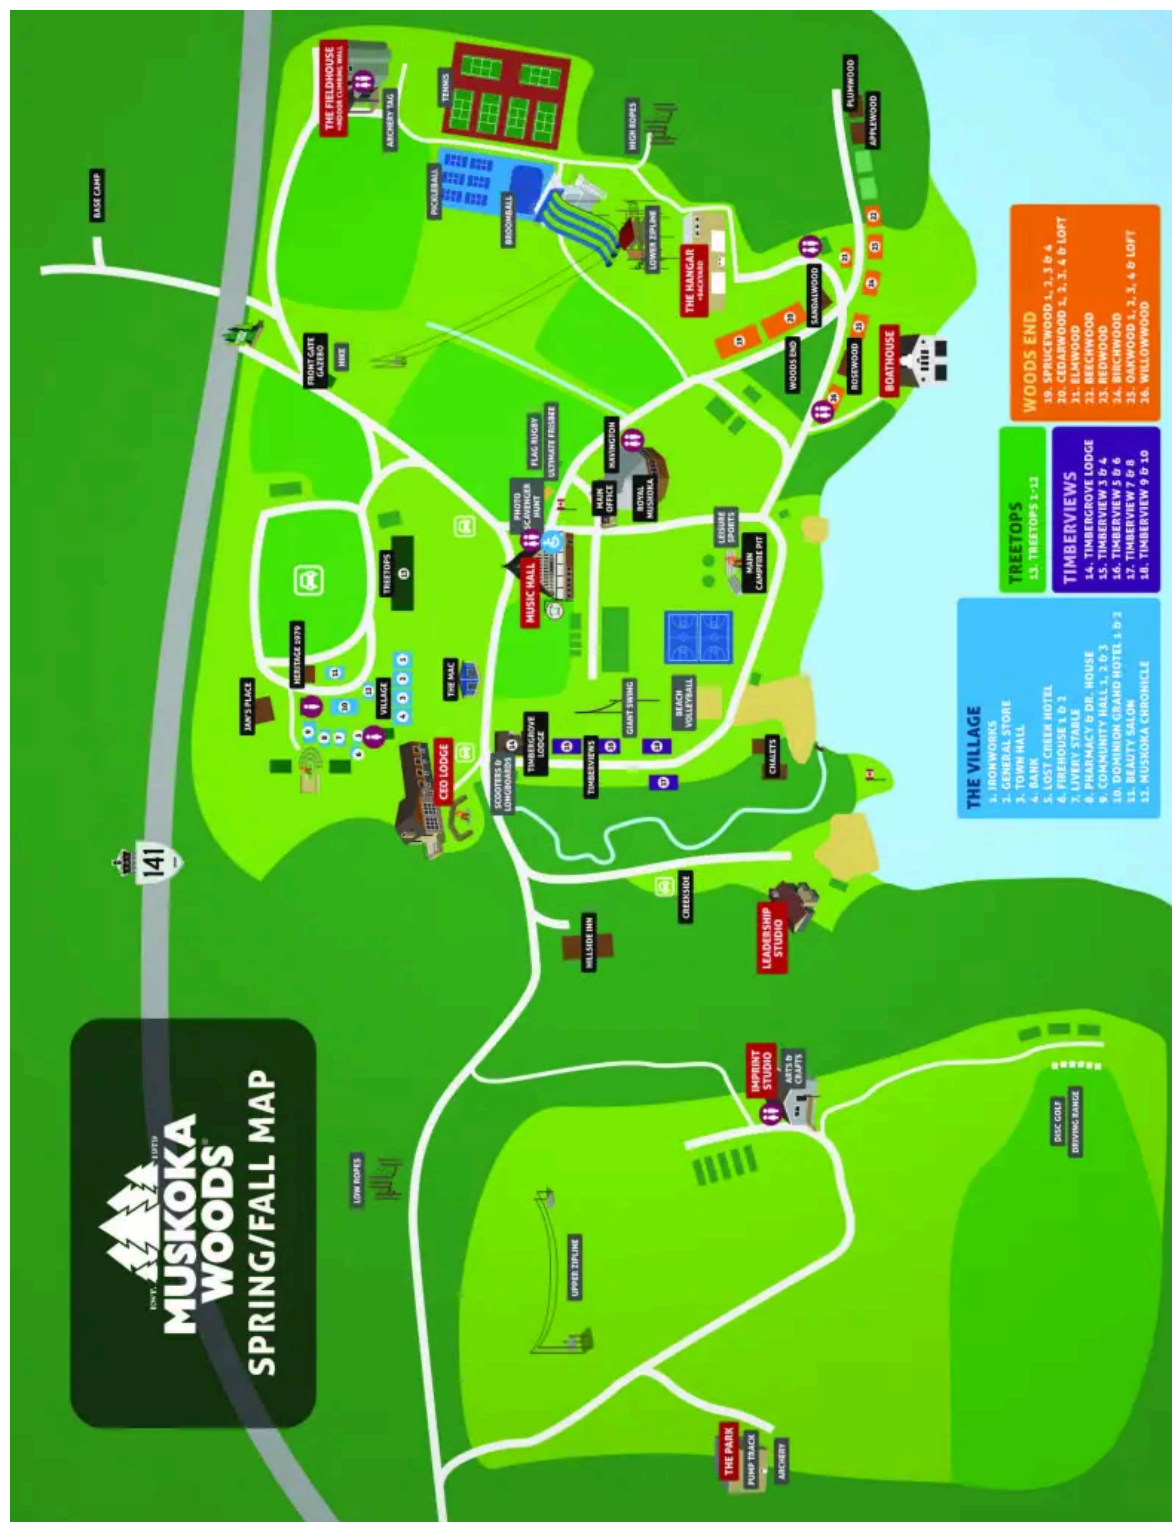 EST. 1979
MUSKOKA
WOODS®
SPRING/FALL MAP
141
BASE CAMP
THE FIELDHOUSE
+INDOOR CLIMBING WALL
ARCHERY TAG
TENNIS
PICKLEBALL
BROOMBALL
HIGH ROPES
LOWER ZIPLINE
THE HANGAR
+BACKYARD
PLUMWOOD
APPLEWOOD
SANDALWOOD
WOODS END
ROSEWOOD
BOATHOUSE
FRONT GATE
GAZEBO
HIKE
FLAG RUGBY
ULTIMATE FRISBEE
PHOTO
SCAVENGER
HUNT
MUSIC HALL
HAVINGTON
MAIN
OFFICE
ROYAL
MUSKOKA
LEISURE
SPORTS
MAIN
CAMPFIRE PIT
TREETOPS
13
HERITAGE 1979
JAN'S PLACE
VILLAGE
THE MAC
CEO LODGE
SCOOTERS &
LONGBOARDS
TIMBERGROVE
LODGE
TIMBERVIEWS
GIANT SWING
BEACH
VOLLEYBALL
CHALETS
CREEKSIDE
HILLSIDE INN
LEADERSHIP
STUDIO
IMPRINT
STUDIO
ARTS &
CRAFTS
DISC GOLF
DRIVING RANGE
LOW ROPES
UPPER ZIPLINE
THE PARK
PUMP TRACK
ARCHERY
THE VILLAGE
1. IRONWORKS
2. GENERAL STORE
3. TOWN HALL
4. BANK
5. LOST CREEK HOTEL
6. FIREHOUSE 1 & 2
7. LIVERY STABLE
8. PHARMACY & DR. HOUSE
9. COMMUNITY HALL 1, 2 & 3
10. DOMINION GRAND HOTEL 1 & 2
11. BEAUTY SALON
12. MUSKOKA CHRONICLE
TREETOPS
13. TREETOPS 1-12
TIMBERVIEWS
14. TIMBERGROVE LODGE
15. TIMBERVIEW 3 & 4
16. TIMBERVIEW 5 & 6
17. TIMBERVIEW 7 & 8
18. TIMBERVIEW 9 & 10
WOODS END
19. SPRUCEWOOD 1, 2, 3 & 4
20. CEDARWOOD 1, 2, 3, 4 & LOFT
21. ELMWOOD
22. BEECHWOOD
23. REDWOOD
24. BIRCHWOOD
25. OAKWOOD 1, 2, 3, 4 & LOFT
26. WILLOWWOOD